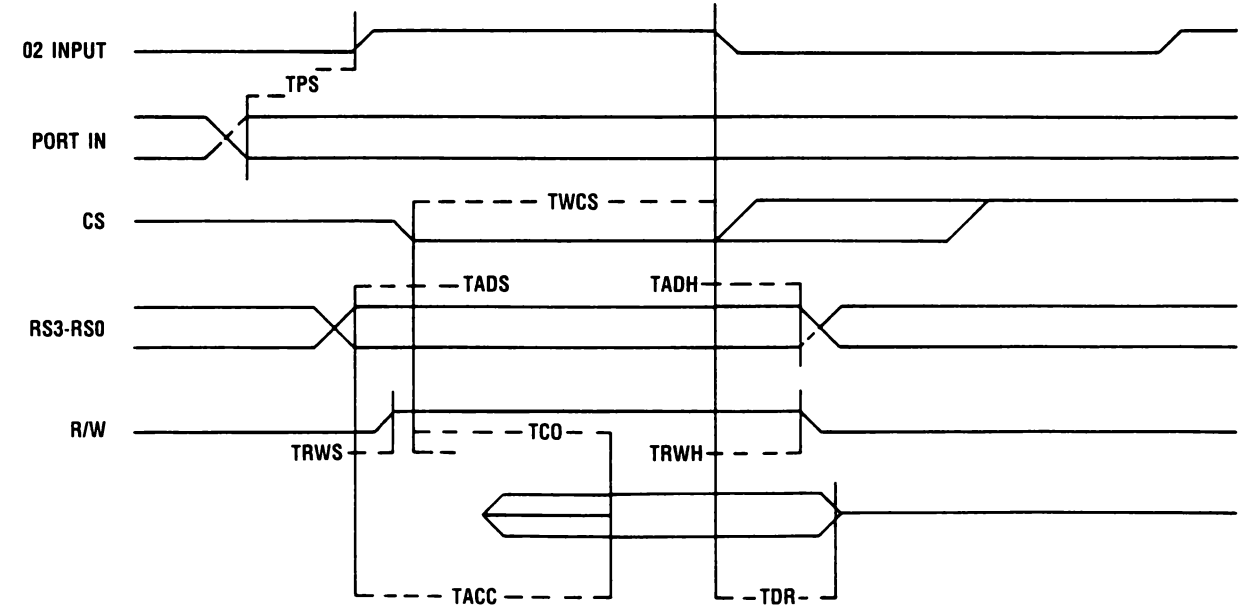 02 INPUT
TPS
PORT IN
TWCS
CS
TADS
TADH
RS3-RS0
R/W
TCO
TRWS
TRWH
TACC
TDR